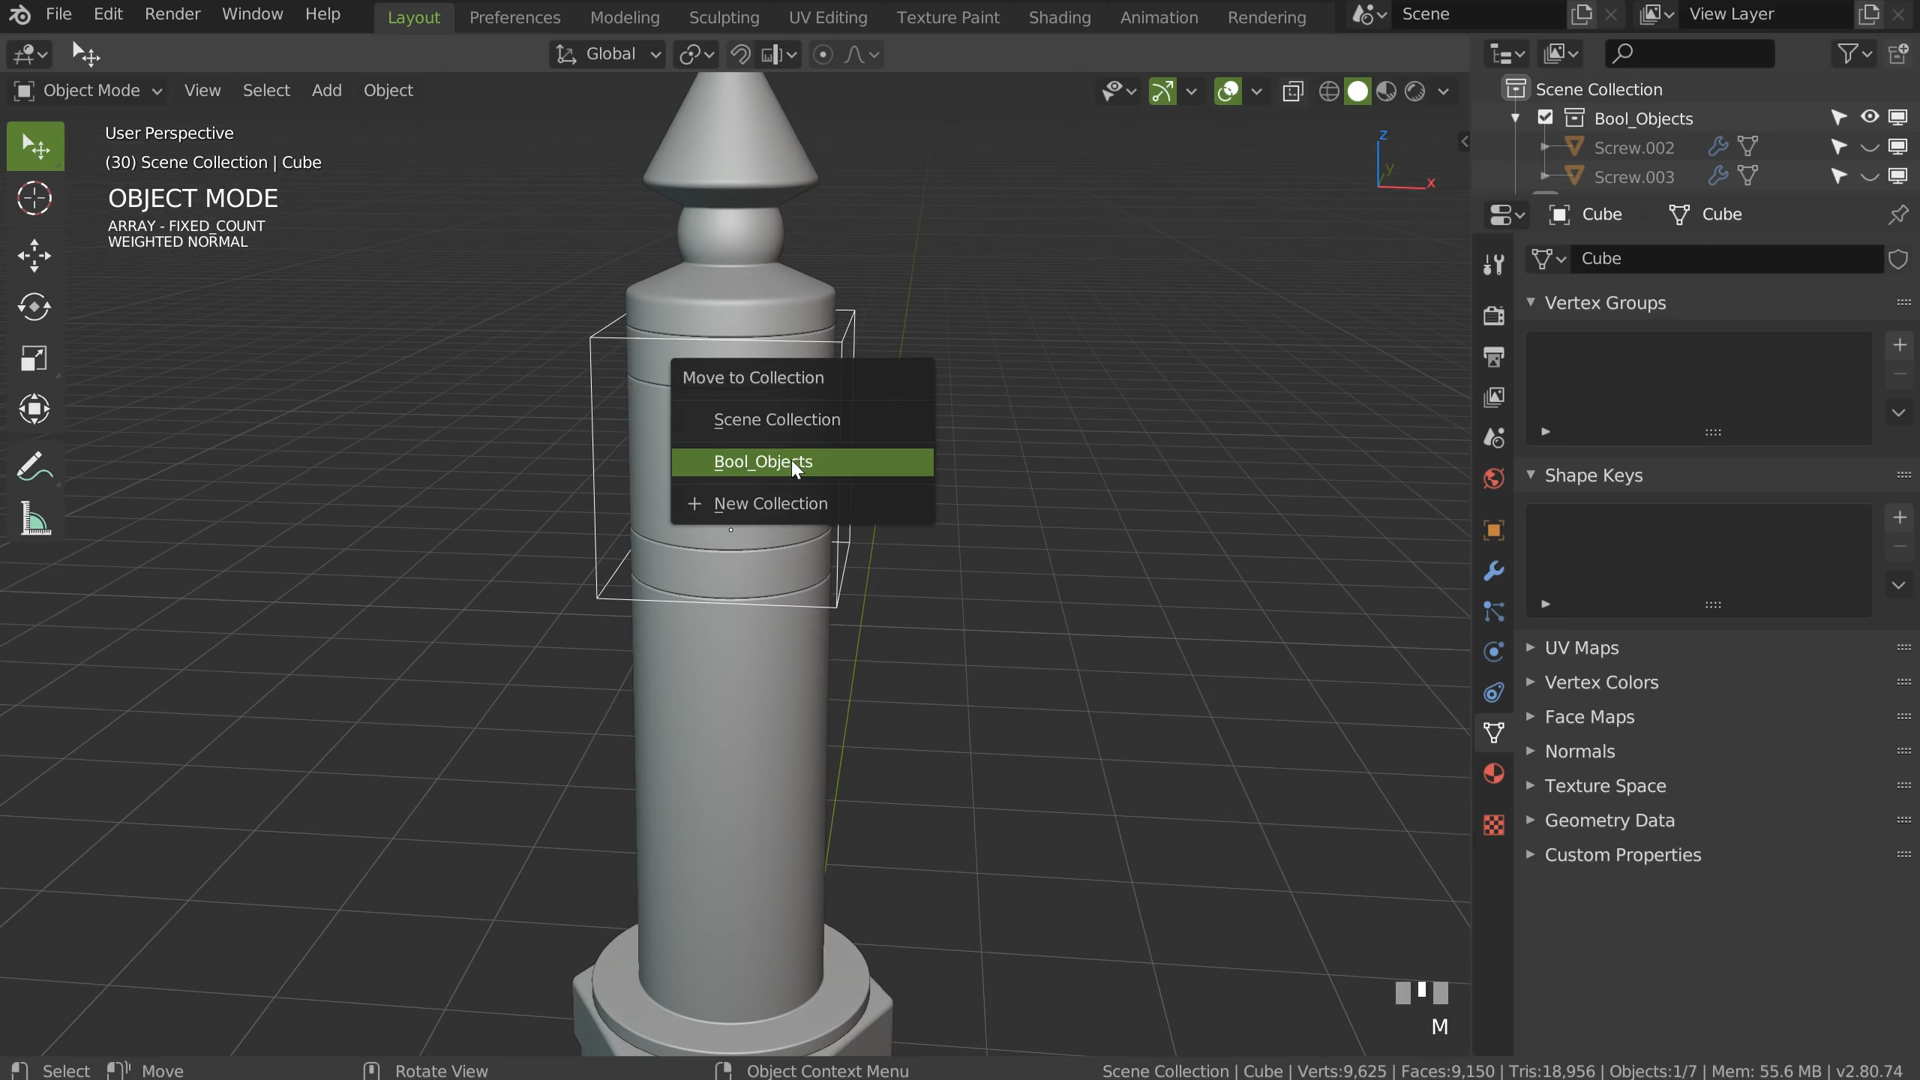 File Edit Render Window Help Layout Preferences Modeling Sculpting UV Editing Texture Paint Shading Animation Rendering Scene View Layer
Global
Object Mode View Select Add Object
User Perspective
(30) Scene Collection | Cube
OBJECT MODE
ARRAY - FIXED_COUNT
WEIGHTED NORMAL
z
y
x
Move to Collection
Scene Collection
Bool_Objects
+ New Collection
M
Scene Collection
Bool_Objects
Screw.002
Screw.003
Cube Cube
Cube
Vertex Groups
Shape Keys
UV Maps
Vertex Colors
Face Maps
Normals
Texture Space
Geometry Data
Custom Properties
Select Move Rotate View Object Context Menu Scene Collection | Cube | Verts:9,625 | Faces:9,150 | Tris:18,956 | Objects:1/7 | Mem: 55.6 MB | v2.80.74